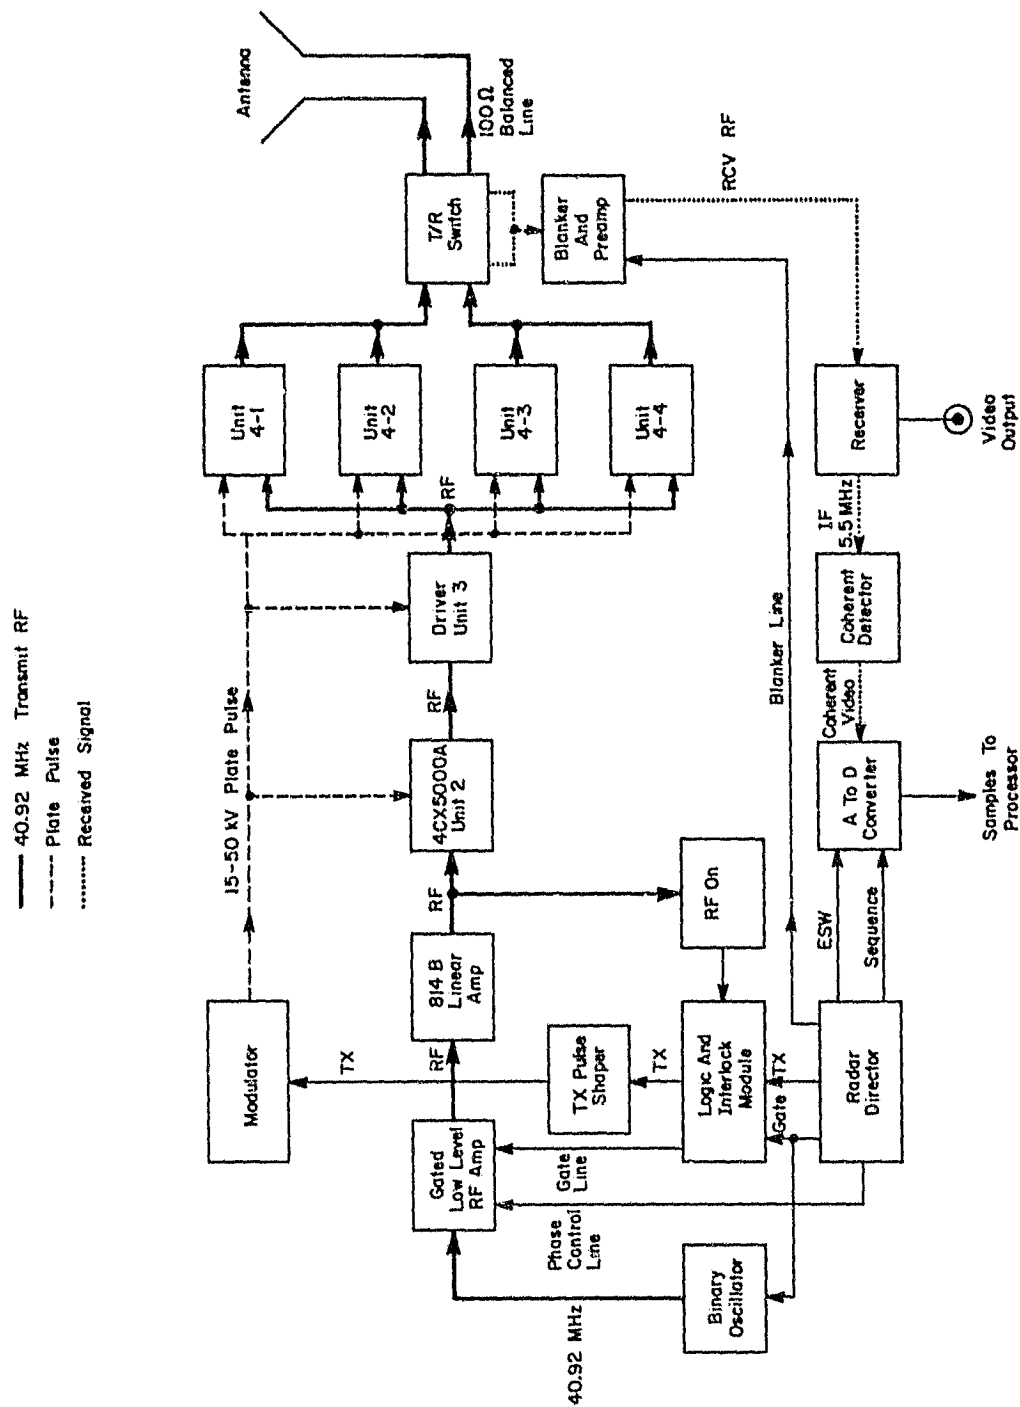 40.92 MHz Transmit RF
Plate Pulse
Received Signal
Antenna
100 Ω
Balanced
Line
T/R
Switch
Blanker
And
Preamp
RCV RF
Unit
4-1
Unit
4-2
Unit
4-3
Unit
4-4
RF
Receiver
Video
Output
IF
5.5 MHz
Coherent
Detector
Coherent
Video
A To D
Converter
Samples To
Processor
Blanker Line
Driver
Unit 3
RF
4CX5000A
Unit 2
RF
15-50 kV Plate Pulse
814 B
Linear
Amp
RF
RF On
ESW
Sequence
Modulator
TX
TX Pulse
Shaper
TX
Logic And
Interlock
Module
Gate
TX
Radar
Director
Gated
Low Level
RF Amp
Gate
Line
Phase
Control
Line
Binary
Oscillator
40.92 MHz